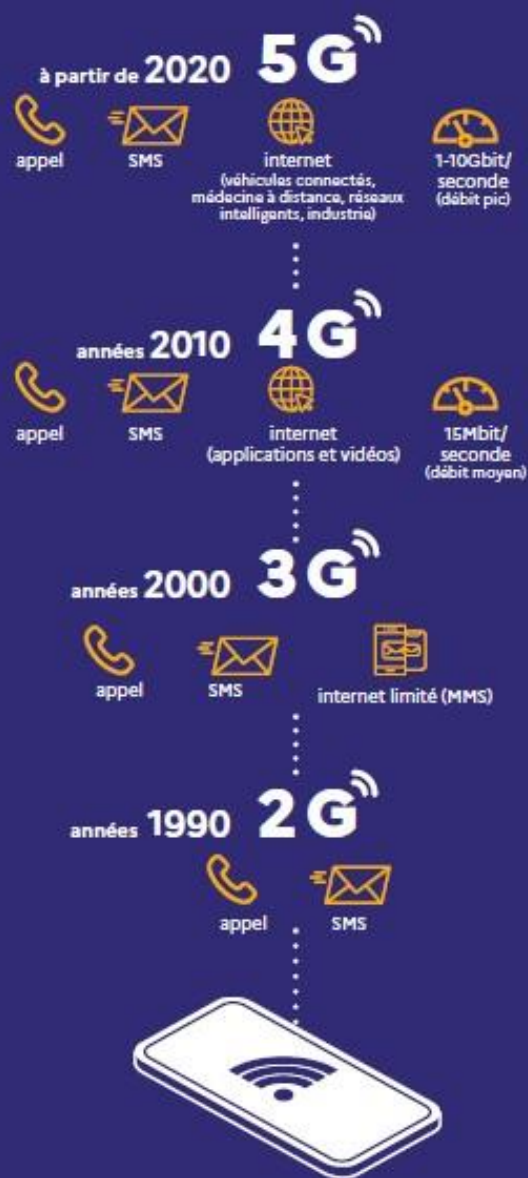 à partir de 2020 5G
appel SMS internet 1-10Gbit/
(véhicules connectés, seconde
médecine à distance, réseaux (débit pic)
intelligents, industrie)
années 2010 4G
appel SMS internet 15Mbit/
(applications et vidéos) seconde
(débit moyen)
années 2000 3G
appel SMS internet limité (MMS)
années 1990 2G
appel SMS